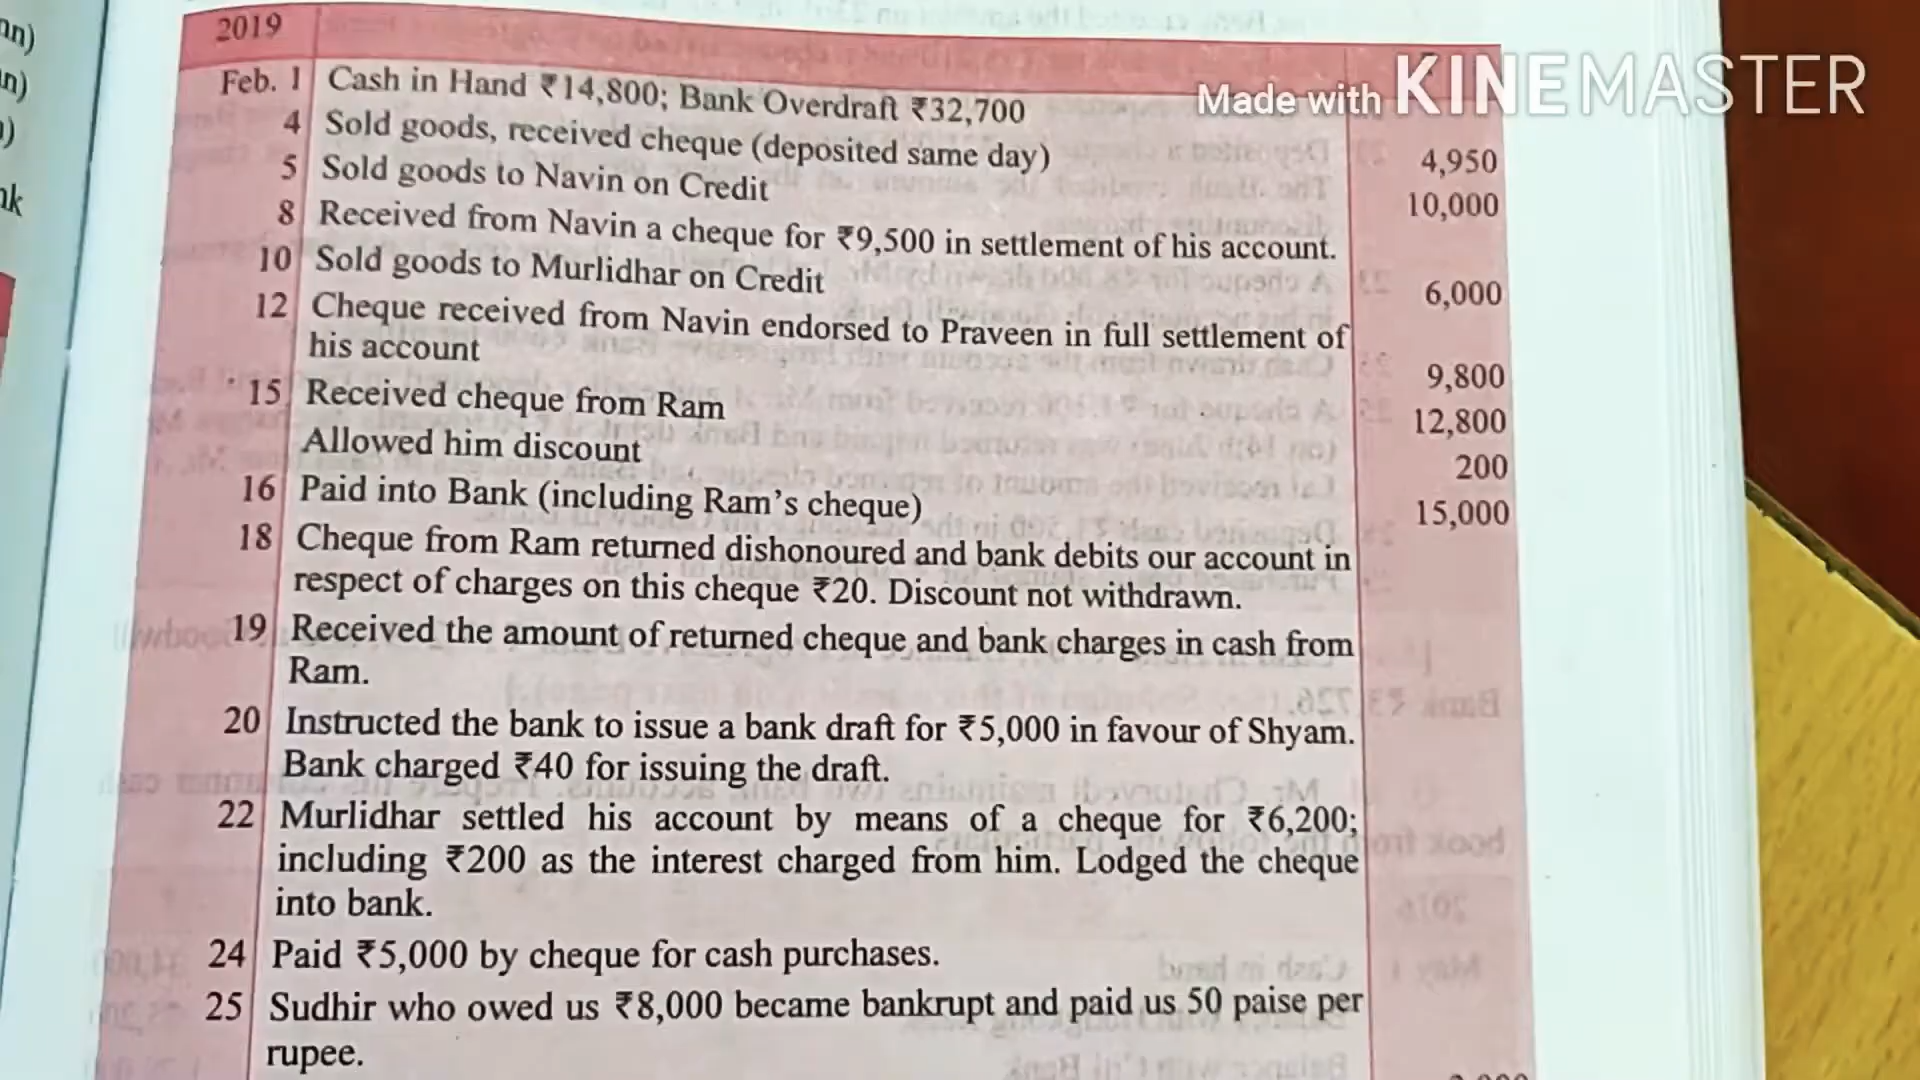 2019
Made with KINEMASTER
Feb. 1 Cash in Hand ₹14,800; Bank Overdraft ₹32,700
4 Sold goods, received cheque (deposited same day) 4,950
5 Sold goods to Navin on Credit 10,000
8 Received from Navin a cheque for ₹9,500 in settlement of his account.
10 Sold goods to Murlidhar on Credit 6,000
12 Cheque received from Navin endorsed to Praveen in full settlement of
his account 9,800
15 Received cheque from Ram 12,800
Allowed him discount 200
16 Paid into Bank (including Ram's cheque) 15,000
18 Cheque from Ram returned dishonoured and bank debits our account in
respect of charges on this cheque ₹20. Discount not withdrawn.
19 Received the amount of returned cheque and bank charges in cash from
Ram.
20 Instructed the bank to issue a bank draft for ₹5,000 in favour of Shyam.
Bank charged ₹40 for issuing the draft.
22 Murlidhar settled his account by means of a cheque for ₹6,200;
including ₹200 as the interest charged from him. Lodged the cheque
into bank.
24 Paid ₹5,000 by cheque for cash purchases.
25 Sudhir who owed us ₹8,000 became bankrupt and paid us 50 paise per
rupee.